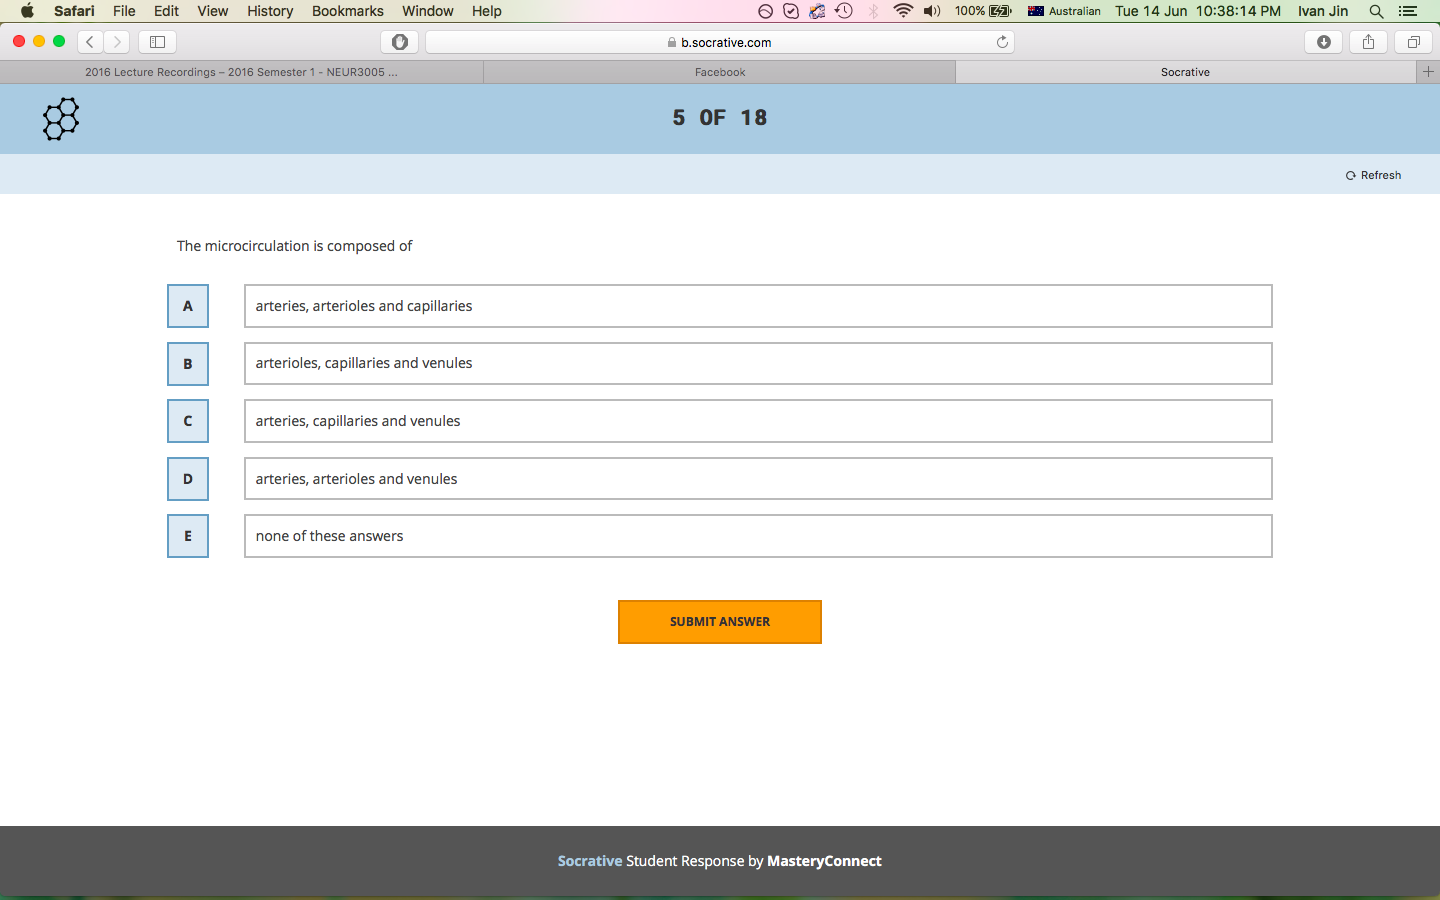 Safari File Edit View History Bookmarks Window Help 100% Australian Tue 14 Jun 10:38:14 PM Ivan Jin
b.socrative.com
2016 Lecture Recordings – 2016 Semester 1 - NEUR3005 ... Facebook Socrative
5 OF 18
Refresh
The microcirculation is composed of
A arteries, arterioles and capillaries
B arterioles, capillaries and venules
C arteries, capillaries and venules
D arteries, arterioles and venules
E none of these answers
SUBMIT ANSWER
Socrative Student Response by MasteryConnect